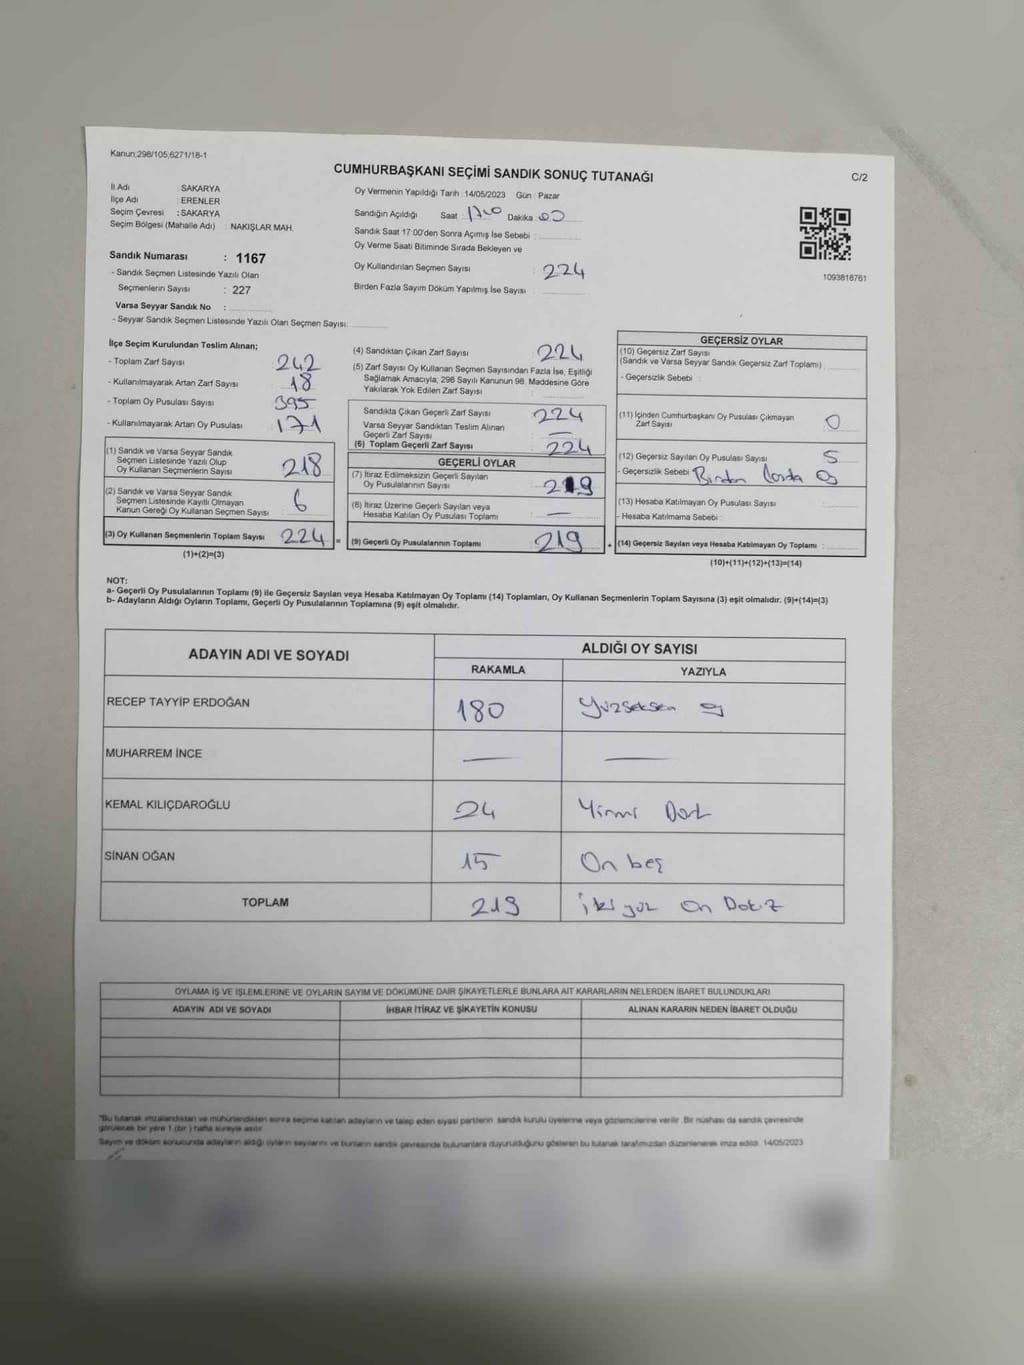 Kanun;298/105;6271/18-1
CUMHURBAŞKANI SEÇİMİ SANDIK SONUÇ TUTANAĞI
C/2
İl Adı SAKARYA
İlçe Adı : ERENLER
Seçim Çevresi : SAKARYA
Seçim Bölgesi (Mahalle Adı) : NAKIŞLAR MAH.
Sandık Numarası : 1167
- Sandık Seçmen Listesinde Yazılı Olan
Seçmenlerin Sayısı : 227
Varsa Seyyar Sandık No :
- Seyyar Sandık Seçmen Listesinde Yazılı Olan Seçmen Sayısı:
Oy Vermenin Yapıldığı Tarih :14/05/2023 Gün : Pazar
Sandığın Açıldığı Saat : 1700 Dakika 00
Sandık Saat 17:00'den Sonra Açımış İse Sebebi :
Oy Verme Saati Bitiminde Sırada Bekleyen ve
Oy Kullandırılan Seçmen Sayısı : 224
Birden Fazla Sayım Döküm Yapılmış İse Sayısı :
1093818761
İlçe Seçim Kurulundan Teslim Alınan;
- Toplam Zarf Sayısı : 242
- Kullanılmayarak Artan Zarf Sayısı : 18
- Toplam Oy Pusulası Sayısı : 395
- Kullanılmayarak Artan Oy Pusulası : 171
(1) Sandık ve Varsa Seyyar Sandık
Seçmen Listesinde Yazılı Olup
Oy Kullanan Seçmenlerin Sayısı : 218
(2) Sandık ve Varsa Seyyar Sandık
Seçmen Listesinde Kayıtlı Olmayan
Kanun Gereği Oy Kullanan Seçmen Sayısı : 6
(3) Oy Kullanan Seçmenlerin Toplam Sayısı : 224 =
(1)+(2)=(3)
(4) Sandıktan Çıkan Zarf Sayısı : 224
(5) Zarf Sayısı Oy Kullanan Seçmen Sayısından Fazla İse, Eşitliği
Sağlamak Amacıyla; 298 Sayılı Kanunun 98. Maddesine Göre
Yakılarak Yok Edilen Zarf Sayısı :
Sandıkta Çıkan Geçerli Zarf Sayısı : 224
Varsa Seyyar Sandıktan Teslim Alınan
Geçerli Zarf Sayısı : —
(6) Toplam Geçerli Zarf Sayısı : 224
GEÇERLİ OYLAR
(7) İtiraz Edilmeksizin Geçerli Sayılan
Oy Pusulalarının Sayısı : 219
(8) İtiraz Üzerine Geçerli Sayılan veya
Hesaba Katılan Oy Pusulası Toplamı : —
(9) Geçerli Oy Pusulalarının Toplamı : 219 +
GEÇERSİZ OYLAR
(10) Geçersiz Zarf Sayısı
(Sandık ve Varsa Seyyar Sandık Geçersiz Zarf Toplamı) :
- Geçersizlik Sebebi :
(11) İçinden Cumhurbaşkanı Oy Pusulası Çıkmayan
Zarf Sayısı : 0
(12) Geçersiz Sayılan Oy Pusulası Sayısı : 5
- Geçersizlik Sebebi : Birden oy
(13) Hesaba Katılmayan Oy Pusulası Sayısı :
- Hesaba Katılmama Sebebi :
(14) Geçersiz Sayılan veya Hesaba Katılmayan Oy Toplamı :
(10)+(11)+(12)+(13)=(14)
NOT:
a- Geçerli Oy Pusulalarının Toplamı (9) ile Geçersiz Sayılan veya Hesaba Katılmayan Oy Toplamı (14) Toplamları, Oy Kullanan Seçmenlerin Toplam Sayısına (3) eşit olmalıdır. (9)+(14)=(3)
b- Adayların Aldığı Oyların Toplamı, Geçerli Oy Pusulalarının Toplamına (9) eşit olmalıdır.
ADAYIN ADI VE SOYADI
ALDIĞI OY SAYISI
RAKAMLA YAZIYLA
RECEP TAYYİP ERDOĞAN 180 Yüzseksen oy
MUHARREM İNCE — —
KEMAL KILIÇDAROĞLU 24 Yirmi Dört
SİNAN OĞAN 15 On beş
TOPLAM 219 İkiyüz On Dokuz
OYLAMA İŞ VE İŞLEMLERİNE VE OYLARIN SAYIM VE DÖKÜMÜNE DAİR ŞİKAYETLERLE BUNLARA AİT KARARLARIN NELERDEN İBARET BULUNDUKLARI
ADAYIN ADI VE SOYADI İHBAR İTİRAZ VE ŞİKAYETİN KONUSU ALINAN KARARIN NEDEN İBARET OLDUĞU
*Bu tutanak imzalandıktan ve mühürlendikten sonra seçime katılan adayların ve talep eden siyasi partilerin sandık kurulu üyelerine veya gözlemcilerine verilir. Bir nüshası da sandık çevresinde
görülecek bir yere 1 (bir) hafta süreyle asılır.
Sayım ve döküm sonucunda adayların aldığı oyların sayılarını ve bunların sandık çevresinde bulunanlara duyurulduğunu gösteren bu tutanak tarafımızdan düzenlenerek imza edildi. 14/05/2023